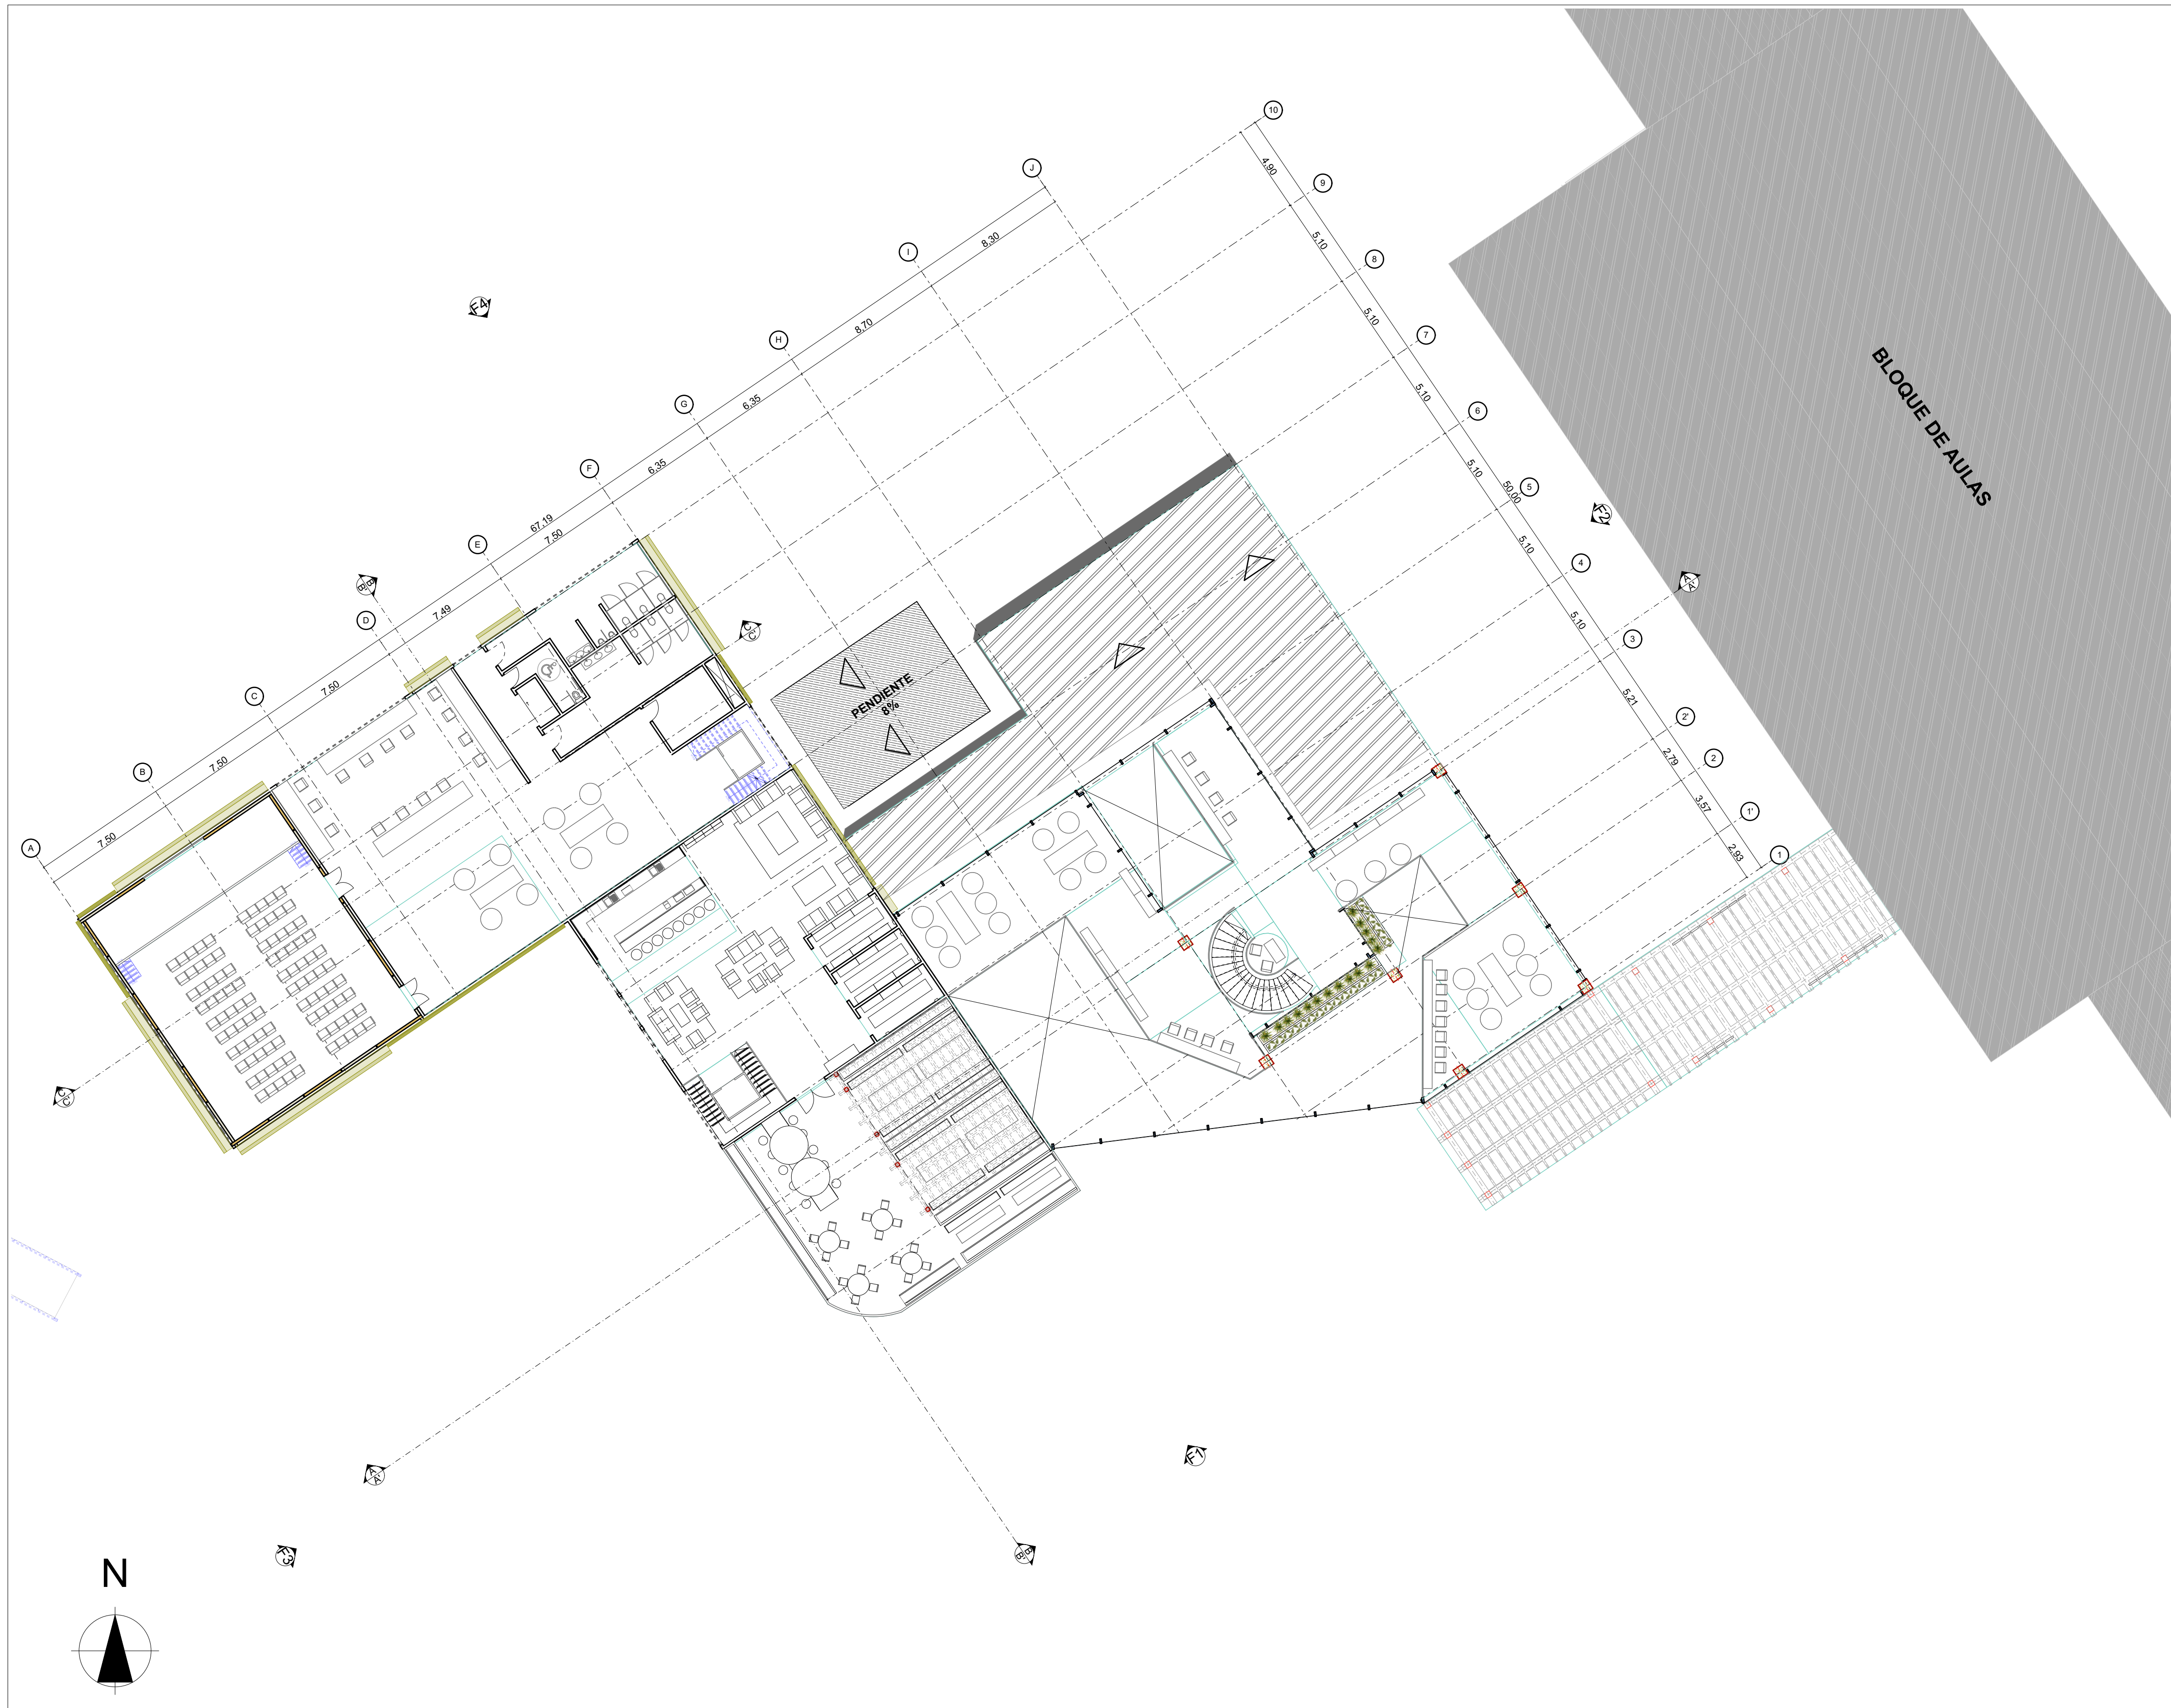 10
J
9
4,90
I
8,30
5,10
8
8,70
H
5,10
7
F4
6,35
5,10
6
G
BLOQUE DE AULAS
6,35
5,10
50,00
5
F
67,19
7,50
F2
5,10
4
E
A'
A
7,49
B
B'
5,10
3
D
C
C'
7,50
5,21
2'
C
PENDIENTE
8%
7,50
2,79
2
B
7,50
3,57
1'
A
2,93
1
C
C'
F1
A
A'
F3
B
B'
N